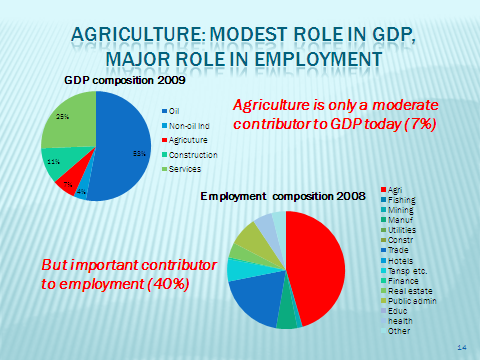 AGRICULTURE: MODEST ROLE IN GDP,
MAJOR ROLE IN EMPLOYMENT
GDP composition 2009
25%
11%
7%
4%
53%
Oil
Non-oil Ind
Agricuture
Construction
Services
Agriculture is only a moderate
contributor to GDP today (7%)
Employment composition 2008
Agri
Fishing
Mining
Manuf
Utilities
Constr
Trade
Hotels
Tansp etc.
Finance
Real estate
Public admin
Educ
health
Other
But important contributor
to employment (40%)
14